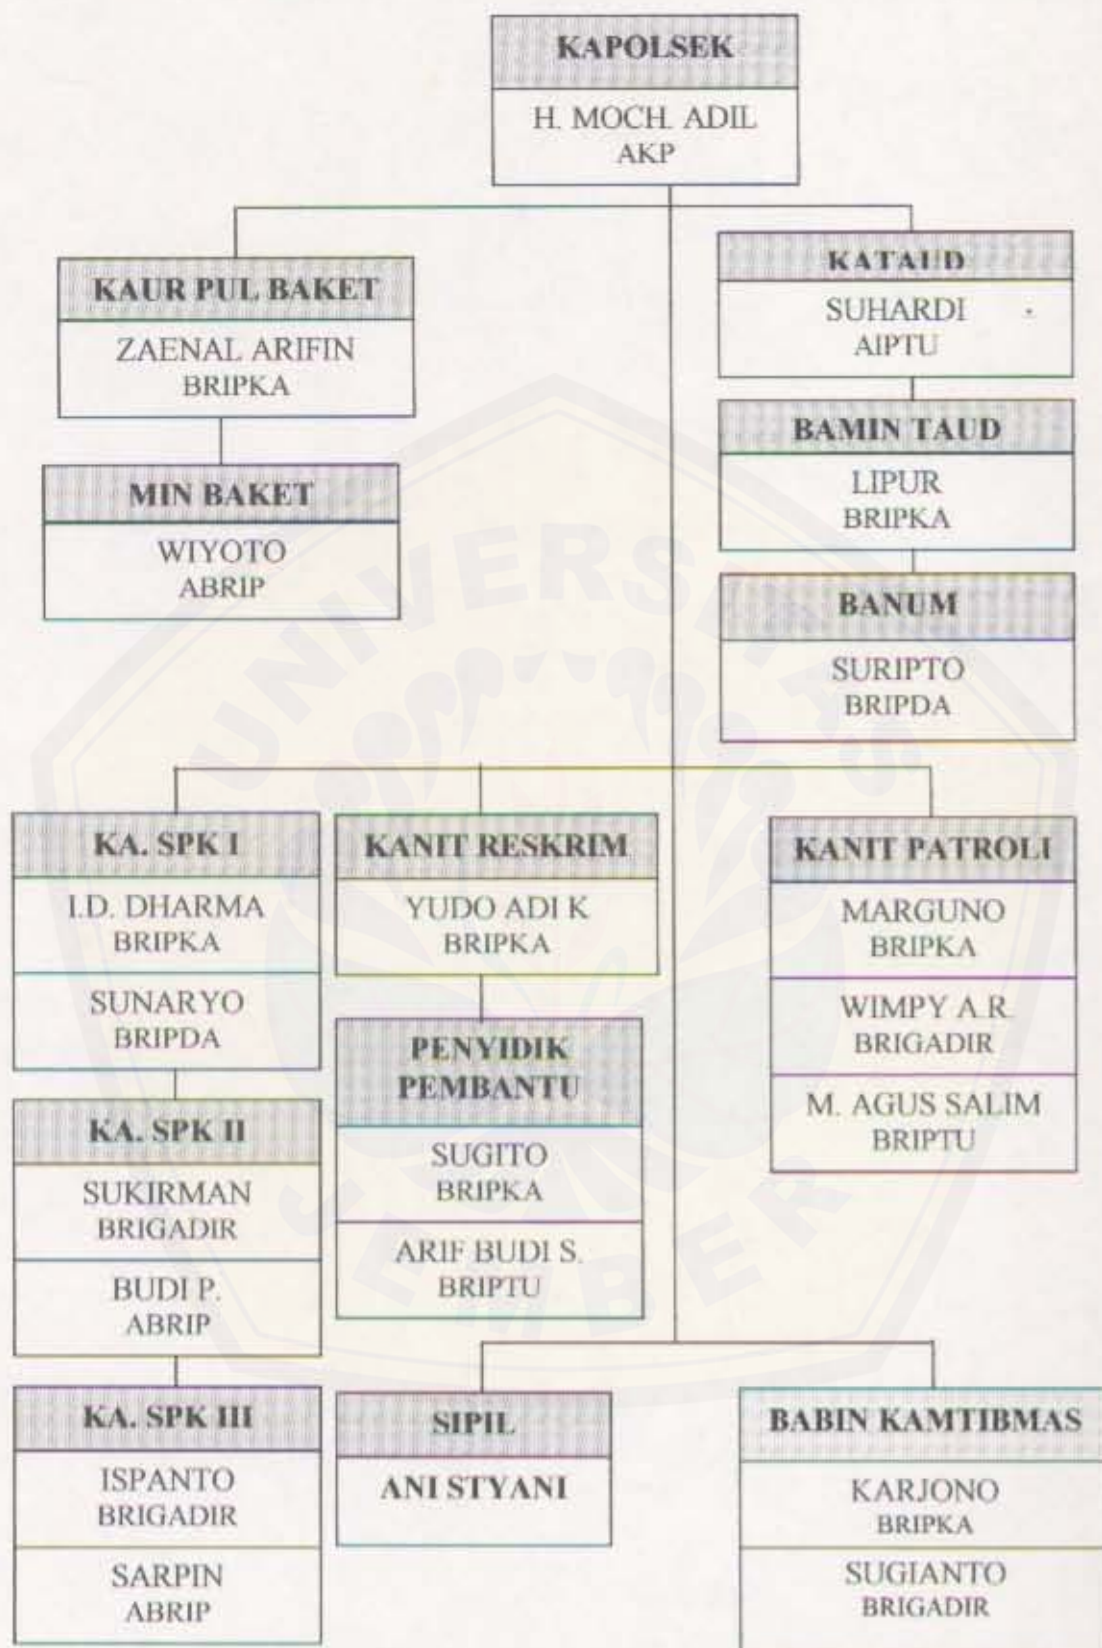 KAPOLSEK
H. MOCH. ADIL
AKP
KAUR PUL BAKET
ZAENAL ARIFIN
BRIPKA
MIN BAKET
WIYOTO
ABRIP
KATAUD
SUHARDI
AIPTU
BAMIN TAUD
LIPUR
BRIPKA
BANUM
SURIPTO
BRIPDA
KA. SPK I
I.D. DHARMA
BRIPKA
SUNARYO
BRIPDA
KA. SPK II
SUKIRMAN
BRIGADIR
BUDI P.
ABRIP
KA. SPK III
ISPANTO
BRIGADIR
SARPIN
ABRIP
KANIT RESKRIM
YUDO ADI K
BRIPKA
PENYIDIK
PEMBANTU
SUGITO
BRIPKA
ARIF BUDI S.
BRIPTU
KANIT PATROLI
MARGUNO
BRIPKA
WIMPY A.R.
BRIGADIR
M. AGUS SALIM
BRIPTU
SIPIL
ANI STYANI
BABIN KAMTIBMAS
KARJONO
BRIPKA
SUGIANTO
BRIGADIR
UNIVERSITAS
JEMBER